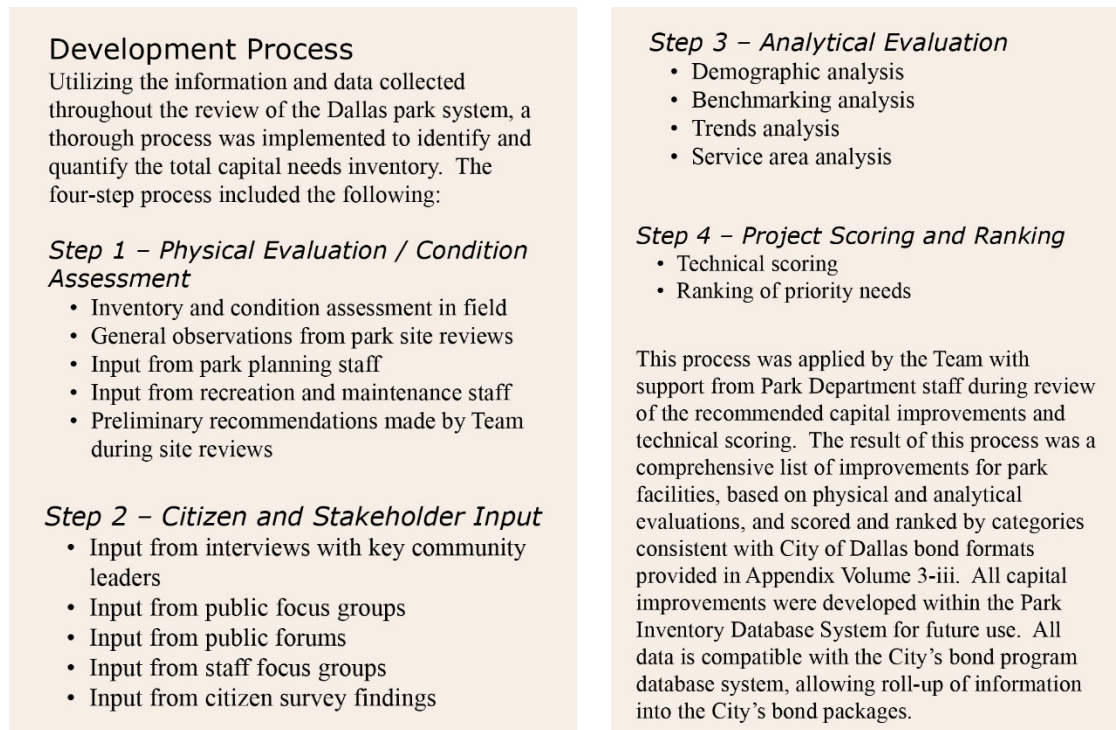 Development Process
Utilizing the information and data collected
throughout the review of the Dallas park system, a
thorough process was implemented to identify and
quantify the total capital needs inventory.  The
four-step process included the following:
Step 1 – Physical Evaluation / Condition
Assessment
• Inventory and condition assessment in field
• General observations from park site reviews
• Input from park planning staff
• Input from recreation and maintenance staff
• Preliminary recommendations made by Team
during site reviews
Step 2 – Citizen and Stakeholder Input
• Input from interviews with key community
leaders
• Input from public focus groups
• Input from public forums
• Input from staff focus groups
• Input from citizen survey findings
Step 3 – Analytical Evaluation
• Demographic analysis
• Benchmarking analysis
• Trends analysis
• Service area analysis
Step 4 – Project Scoring and Ranking
• Technical scoring
• Ranking of priority needs
This process was applied by the Team with
support from Park Department staff during review
of the recommended capital improvements and
technical scoring.  The result of this process was a
comprehensive list of improvements for park
facilities, based on physical and analytical
evaluations, and scored and ranked by categories
consistent with City of Dallas bond formats
provided in Appendix Volume 3-iii.  All capital
improvements were developed within the Park
Inventory Database System for future use.  All
data is compatible with the City's bond program
database system, allowing roll-up of information
into the City's bond packages.